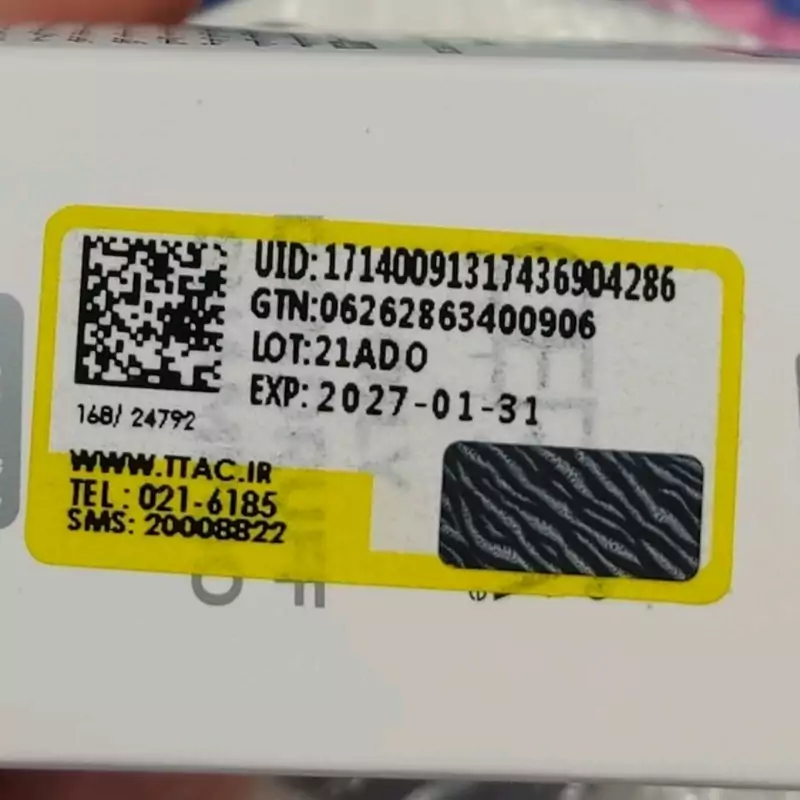 UID:17140091317436904286
GTN:06262863400906
LOT:21ADO
EXP:2027-01-31
168/ 24792
WWW.TTAC.IR
TEL: 021-6185
SMS: 20008822